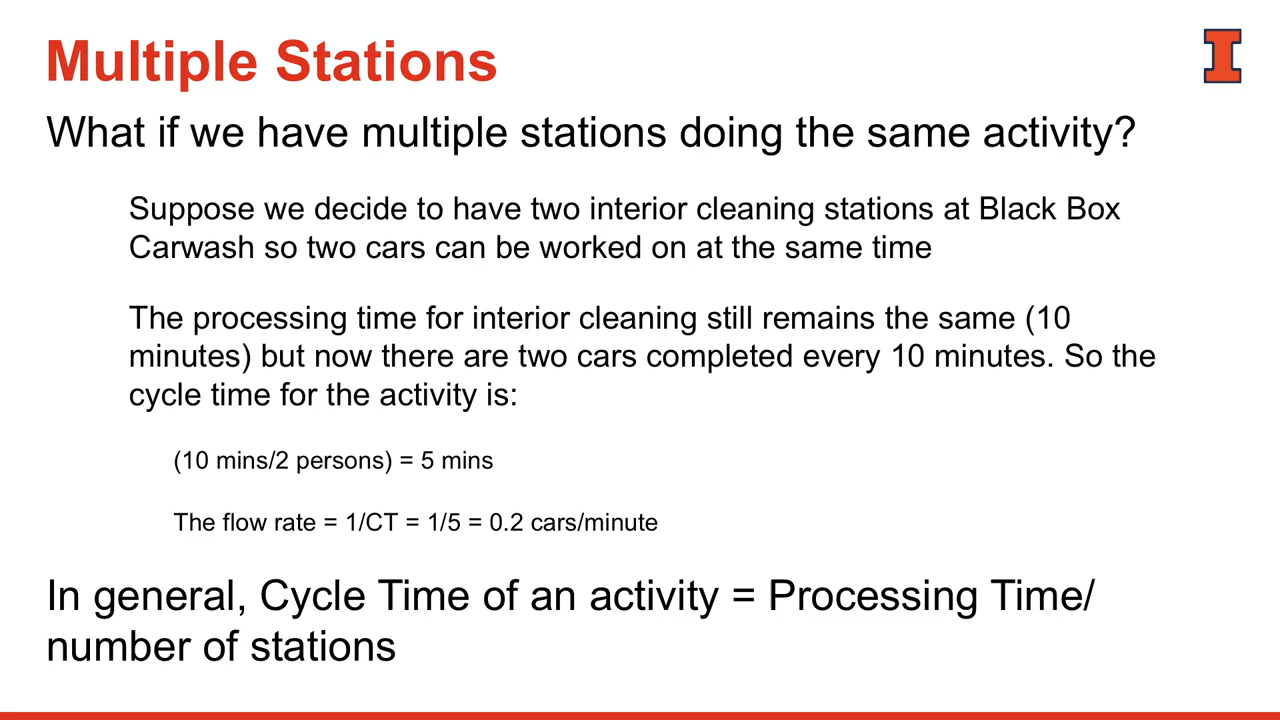 Multiple Stations
What if we have multiple stations doing the same activity?
Suppose we decide to have two interior cleaning stations at Black Box
Carwash so two cars can be worked on at the same time
The processing time for interior cleaning still remains the same (10
minutes) but now there are two cars completed every 10 minutes. So the
cycle time for the activity is:
(10 mins/2 persons) = 5 mins
The flow rate = 1/CT = 1/5 = 0.2 cars/minute
In general, Cycle Time of an activity = Processing Time/
number of stations